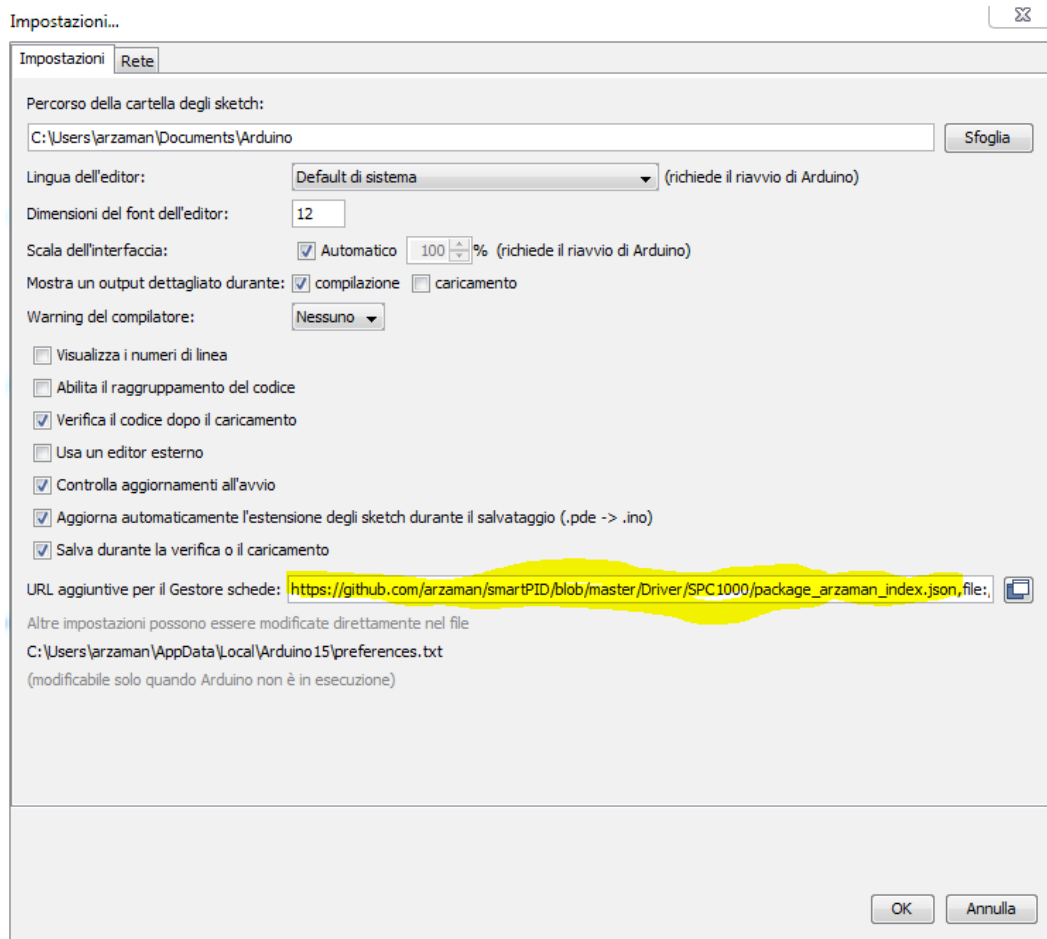 Impostazioni...
Impostazioni Rete
Percorso della cartella degli sketch:
C:\Users\arzaman\Documents\Arduino Sfoglia
Lingua dell'editor: Default di sistema (richiede il riavvio di Arduino)
Dimensioni del font dell'editor: 12
Scala dell'interfaccia: Automatico 100 % (richiede il riavvio di Arduino)
Mostra un output dettagliato durante: compilazione caricamento
Warning del compilatore: Nessuno
Visualizza i numeri di linea
Abilita il raggruppamento del codice
Verifica il codice dopo il caricamento
Usa un editor esterno
Controlla aggiornamenti all'avvio
Aggiorna automaticamente l'estensione degli sketch durante il salvataggio (.pde -> .ino)
Salva durante la verifica o il caricamento
URL aggiuntive per il Gestore schede: https://github.com/arzaman/smartPID/blob/master/Driver/SPC1000/package_arzaman_index.json,file:/
Altre impostazioni possono essere modificate direttamente nel file
C:\Users\arzaman\AppData\Local\Arduino15\preferences.txt
(modificabile solo quando Arduino non è in esecuzione)
OK Annulla